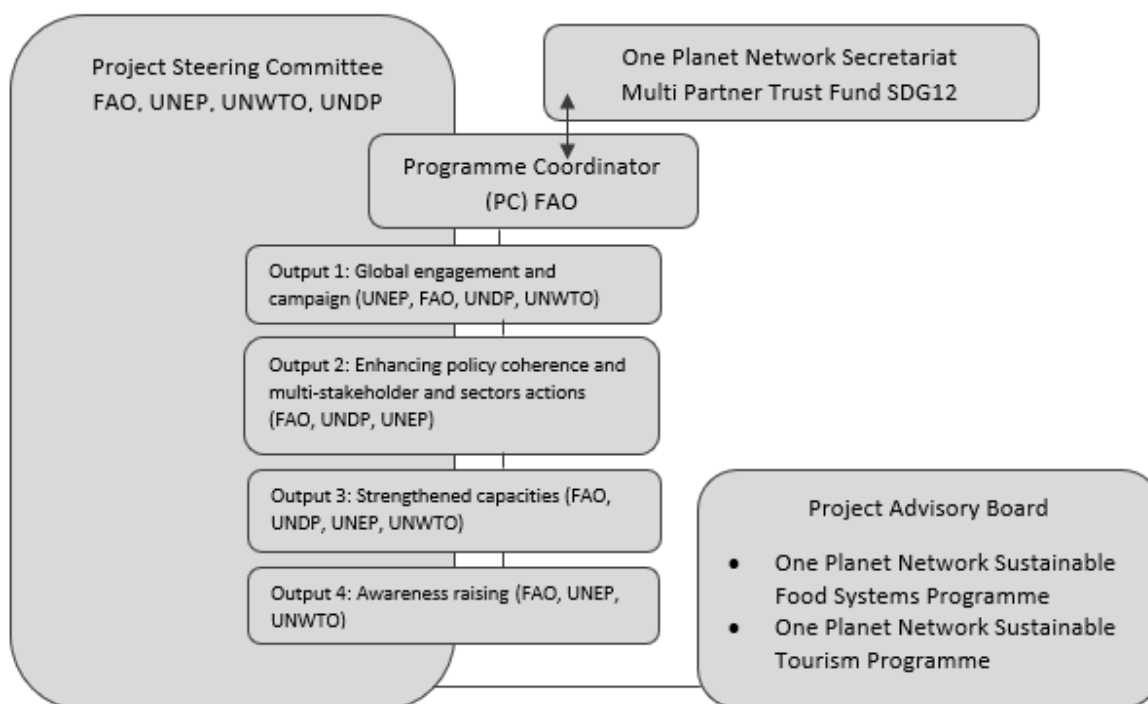 Project Steering Committee
FAO, UNEP, UNWTO, UNDP
One Planet Network Secretariat
Multi Partner Trust Fund SDG12
Programme Coordinator
(PC) FAO
Output 1: Global engagement and
campaign (UNEP, FAO, UNDP, UNWTO)
Output 2: Enhancing policy coherence and
multi-stakeholder and sectors actions
(FAO, UNDP, UNEP)
Output 3: Strengthened capacities (FAO,
UNDP, UNEP, UNWTO)
Output 4: Awareness raising (FAO, UNEP,
UNWTO)
Project Advisory Board
• One Planet Network Sustainable
Food Systems Programme
• One Planet Network Sustainable
Tourism Programme